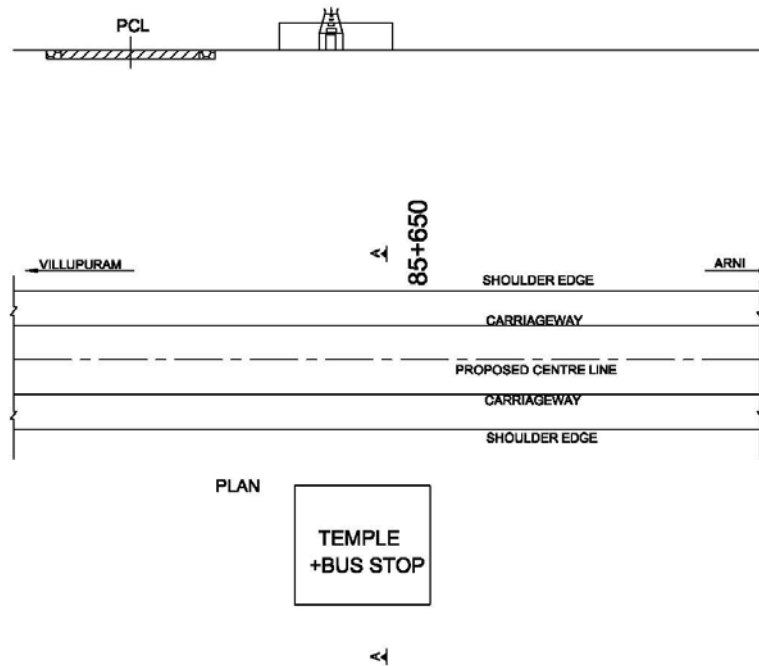 PCL
A
85+650
VILLUPURAM
ARNI
SHOULDER EDGE
CARRIAGEWAY
PROPOSED CENTRE LINE
CARRIAGEWAY
SHOULDER EDGE
PLAN
TEMPLE
+BUS STOP
A